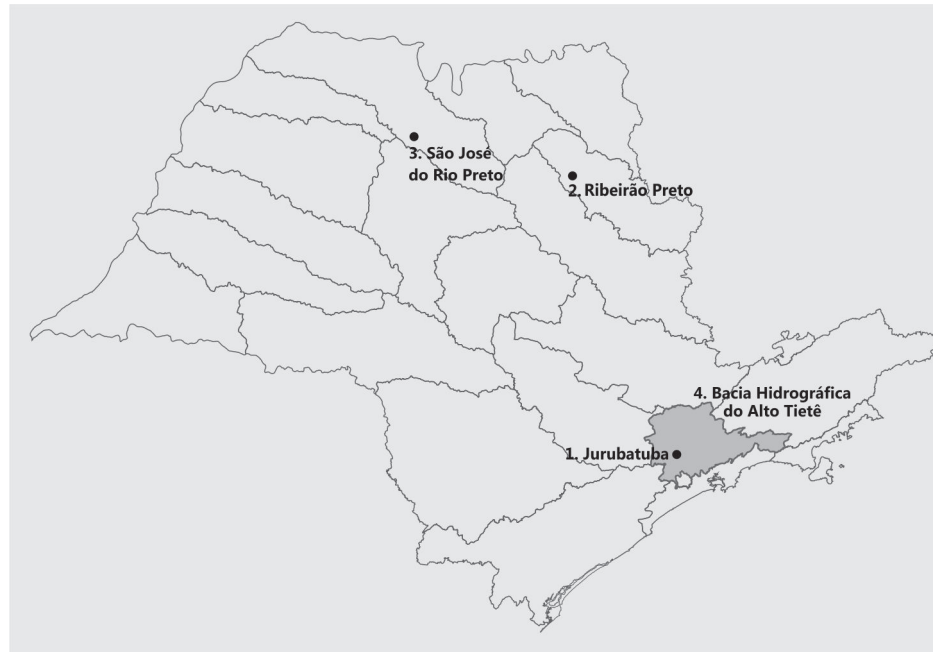 3. São José
do Rio Preto
2. Ribeirão Preto
4. Bacia Hidrográfica
do Alto Tietê
1. Jurubatuba